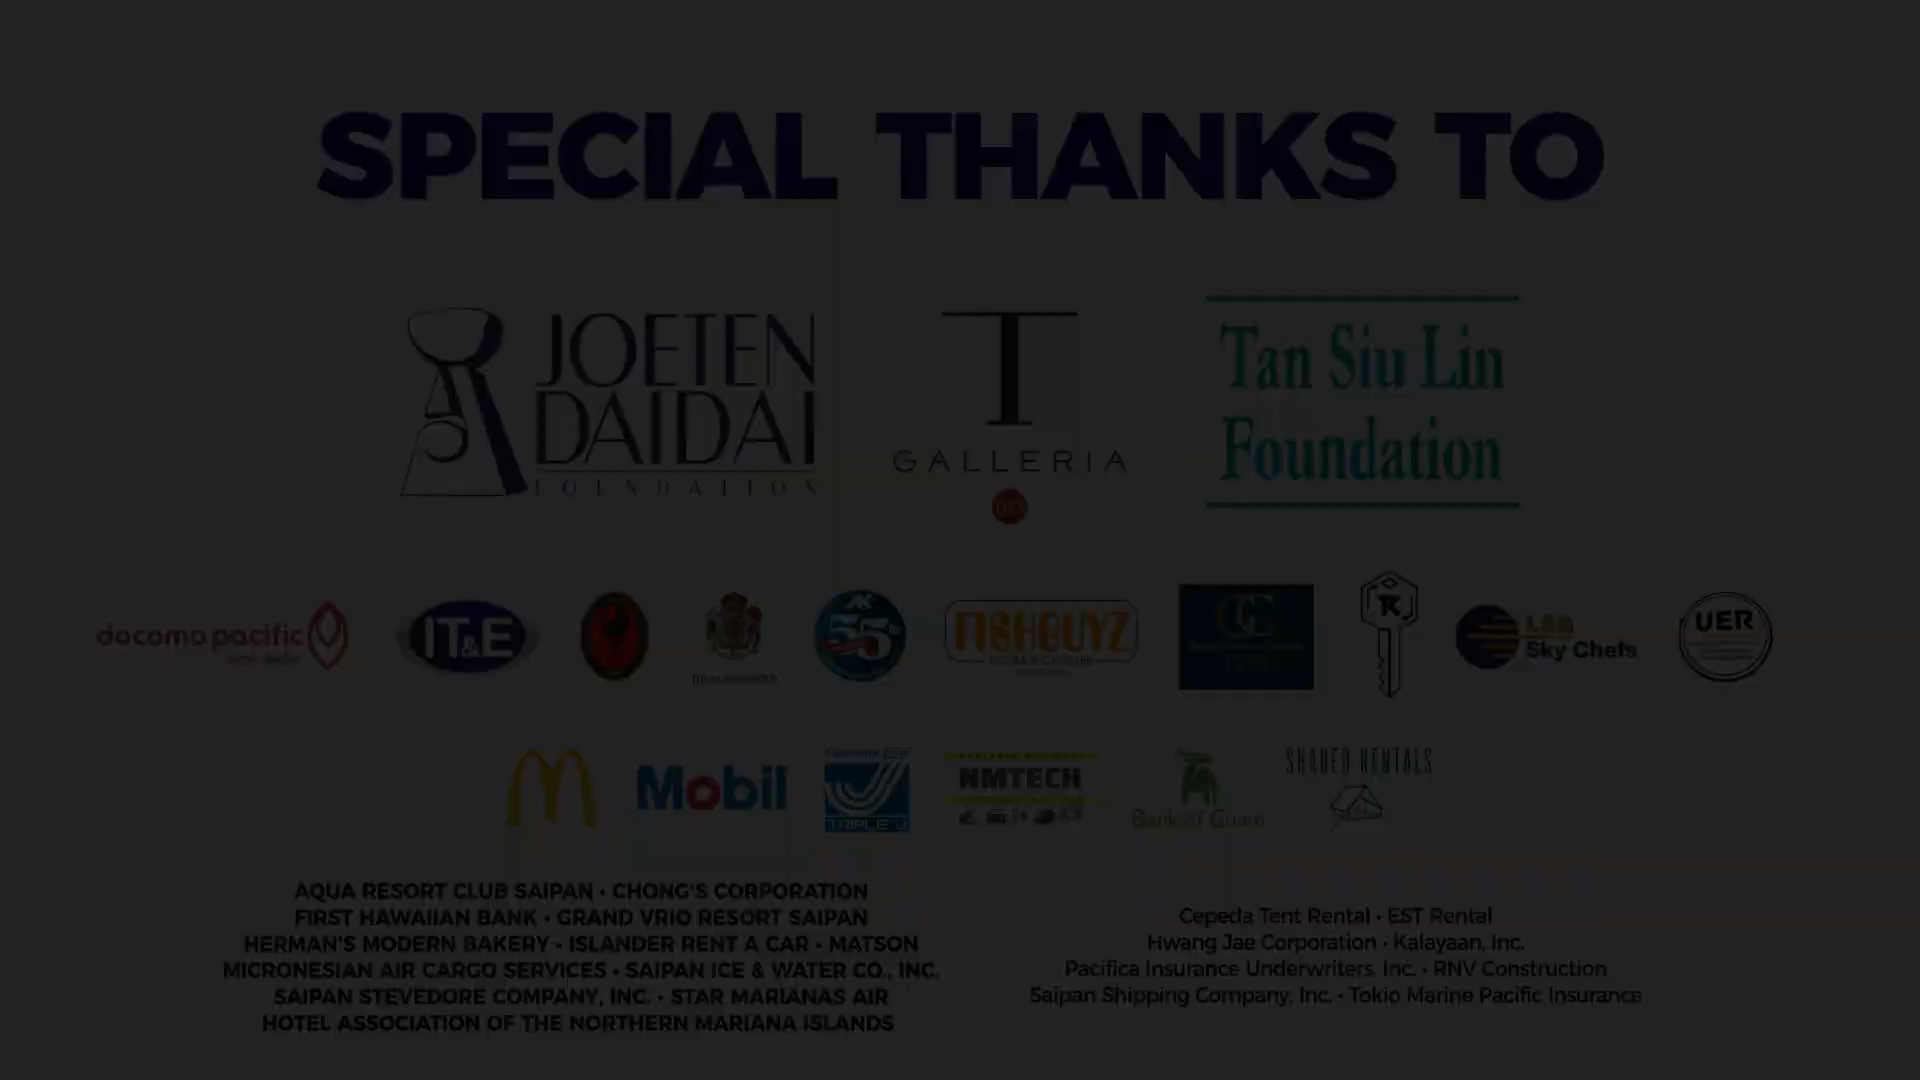 SPECIAL THANKS TO
JOETEN
DAIDAI
FOUNDATION
T
GALLERIA
DFS
Tan Siu Lin
Foundation
docomo pacific
IT&E
AK
55
FISHGUYZ
LSG
Sky Chefs
UER
Mobil
TRIPLE J
NMTECH
Bank of Guam
SHADED RENTALS
AQUA RESORT CLUB SAIPAN • CHONG'S CORPORATION
FIRST HAWAIIAN BANK • GRAND VRIO RESORT SAIPAN
HERMAN'S MODERN BAKERY • ISLANDER RENT A CAR • MATSON
MICRONESIAN AIR CARGO SERVICES • SAIPAN ICE & WATER CO., INC.
SAIPAN STEVEDORE COMPANY, INC. • STAR MARIANAS AIR
HOTEL ASSOCIATION OF THE NORTHERN MARIANA ISLANDS
Cepeda Tent Rental • EST Rental
Hwang Jae Corporation • Kalayaan, Inc.
Pacifica Insurance Underwriters, Inc. • RNV Construction
Saipan Shipping Company, Inc. • Tokio Marine Pacific Insurance